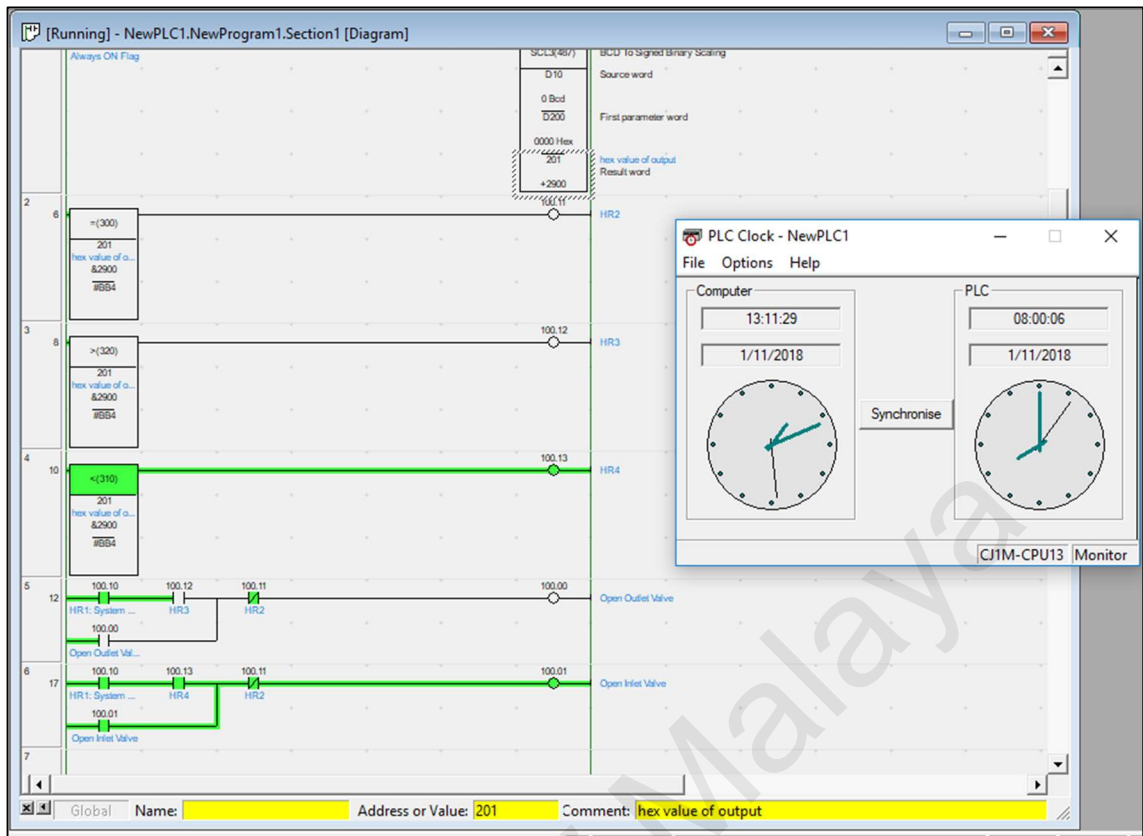 [Running] - NewPLC1.NewProgram1.Section1 [Diagram]
Always ON Flag
SCL3(487) BCD To Signed Binary Scaling
D10 Source word
0 Bcd
D200 First parameter word
0000 Hex
201 hex value of output
Result word
+2900
2
6
=(300)
201
hex value of o...
&2900
#BB4
100.11
HR2
3
8
>(320)
201
hex value of o...
&2900
#BB4
100.12
HR3
4
10
<(310)
201
hex value of o...
&2900
#BB4
100.13
HR4
5
12
100.10 100.12 100.11 100.00
HR1: System ... HR3 HR2 Open Outlet Valve
100.00
Open Outlet Val...
6
17
100.10 100.13 100.11 100.01
HR1: System ... HR4 HR2 Open Inlet Valve
100.01
Open Inlet Valve
7
PLC Clock - NewPLC1
File Options Help
Computer
13:11:29
1/11/2018
Synchronise
PLC
08:00:06
1/11/2018
CJ1M-CPU13 Monitor
Global Name: Address or Value: 201 Comment: hex value of output
Malaya